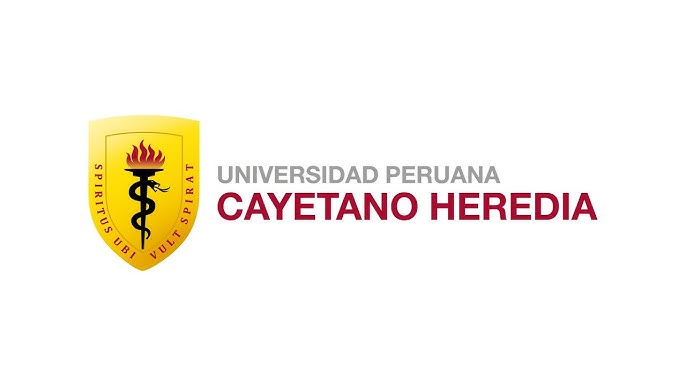 SPIRITUS UBI VULT SPIRAT
UNIVERSIDAD PERUANA
CAYETANO HEREDIA